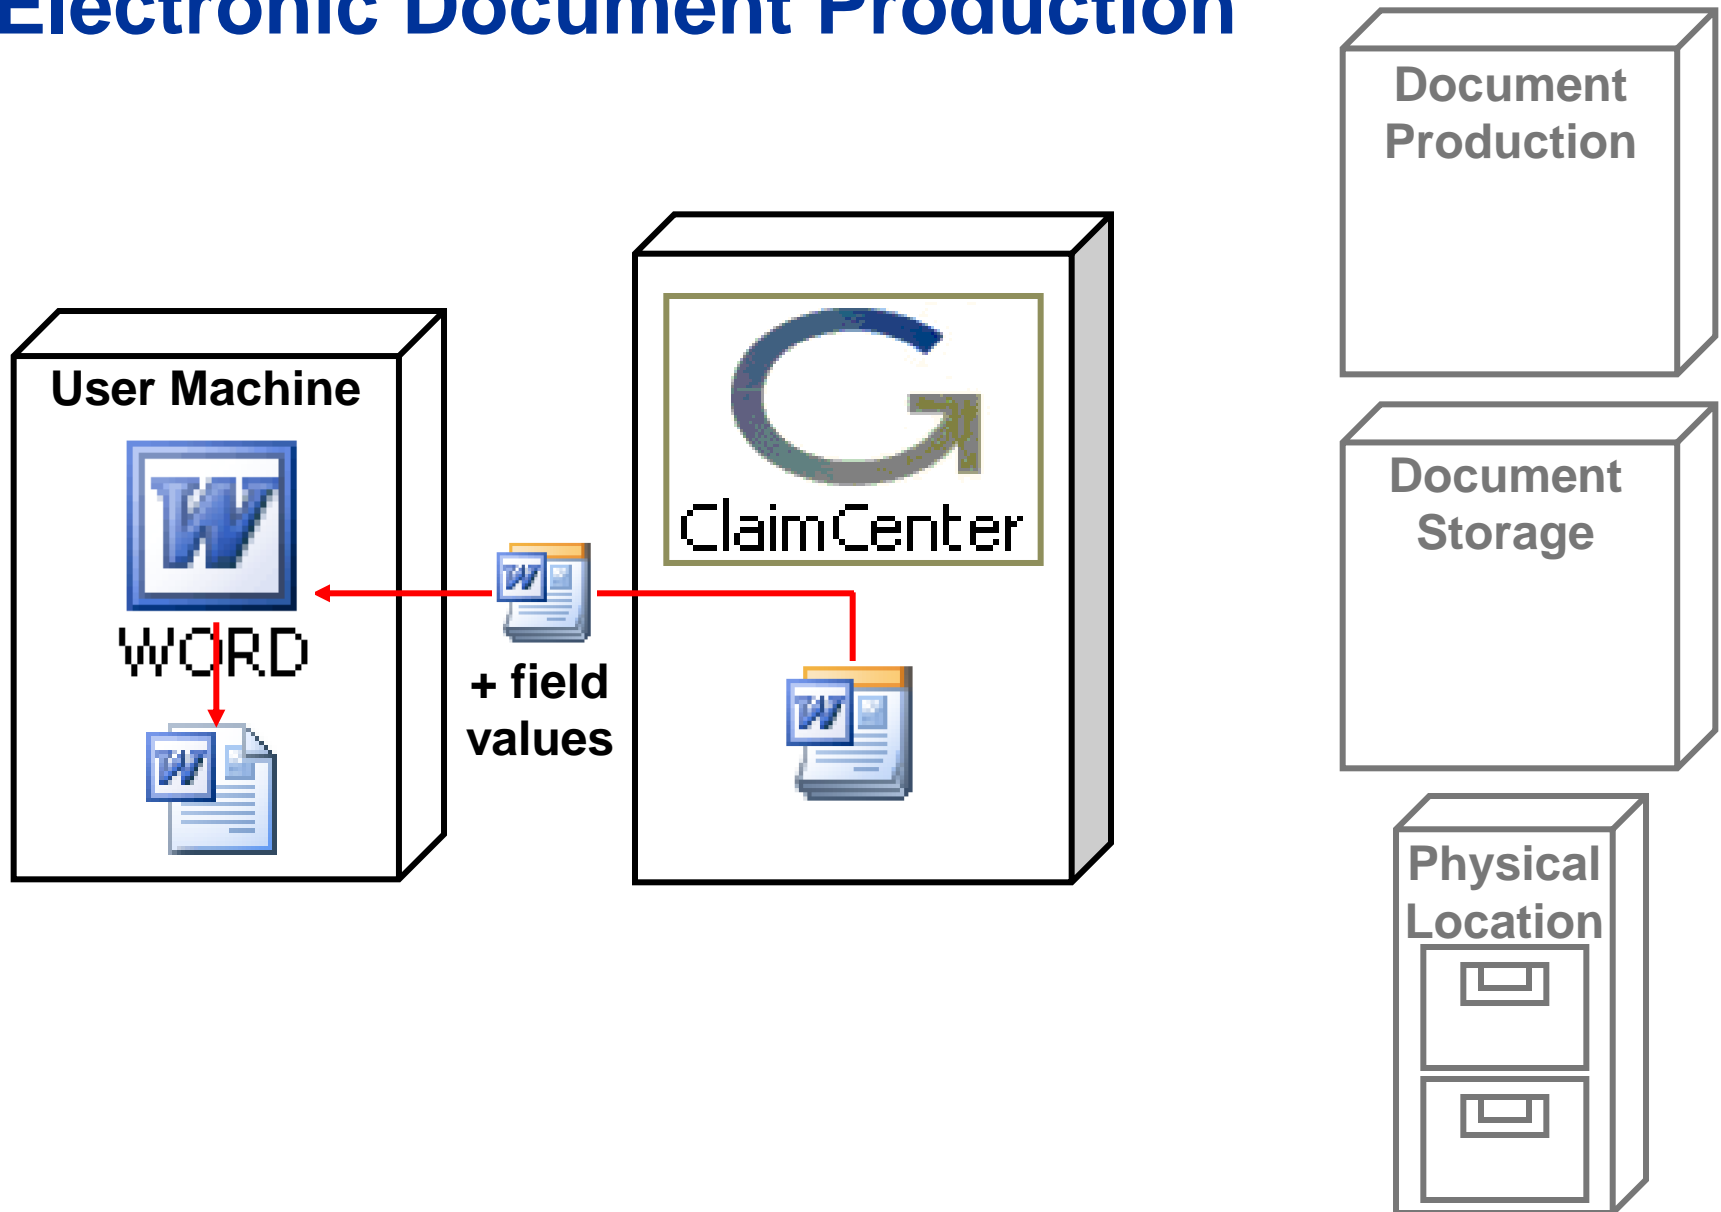 Electronic Document Production
Document
Production
User Machine
WORD
+ field
values
ClaimCenter
Document
Storage
Physical
Location